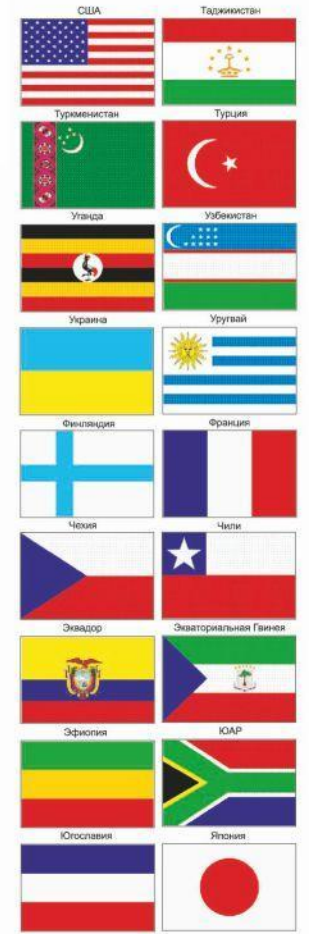 США Таджикистан
Туркменистан Турция
Уганда Узбекистан
Украина Уругвай
Финляндия Франция
Чехия Чили
Эквадор Экваториальная Гвинея
Эфиопия ЮАР
Югославия Япония